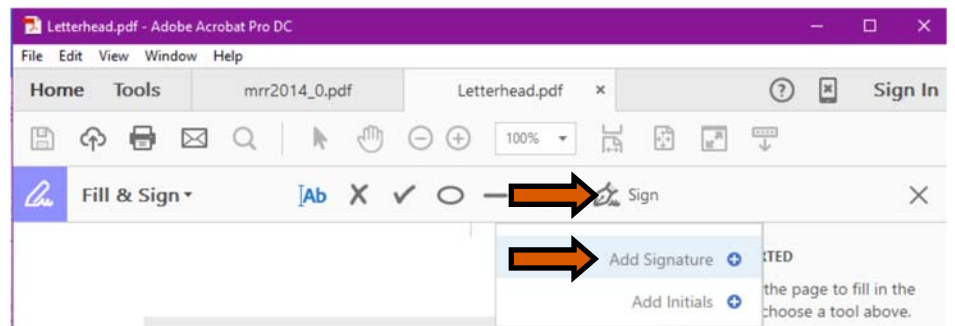 Letterhead.pdf - Adobe Acrobat Pro DC
File Edit View Window Help
Home Tools mrr2014_0.pdf Letterhead.pdf × ? Sign In
100%
Fill & Sign Ab Sign
Add Signature
Add Initials
the page to fill in the
choose a tool above.